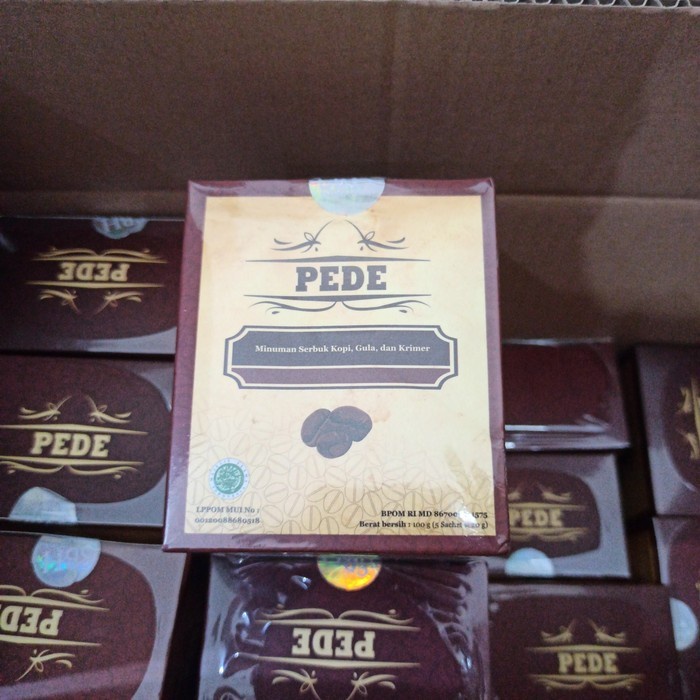 PEDE
PEDE
Minuman Serbuk Kopi, Gula, dan Krimer
LPPOM MUI No :
00120068680518
BPOM RI MD
Berat bersih : 100 g (5 Sachet @20 g)
PEDE
PEDE
PEDE
PEDE
PEDE